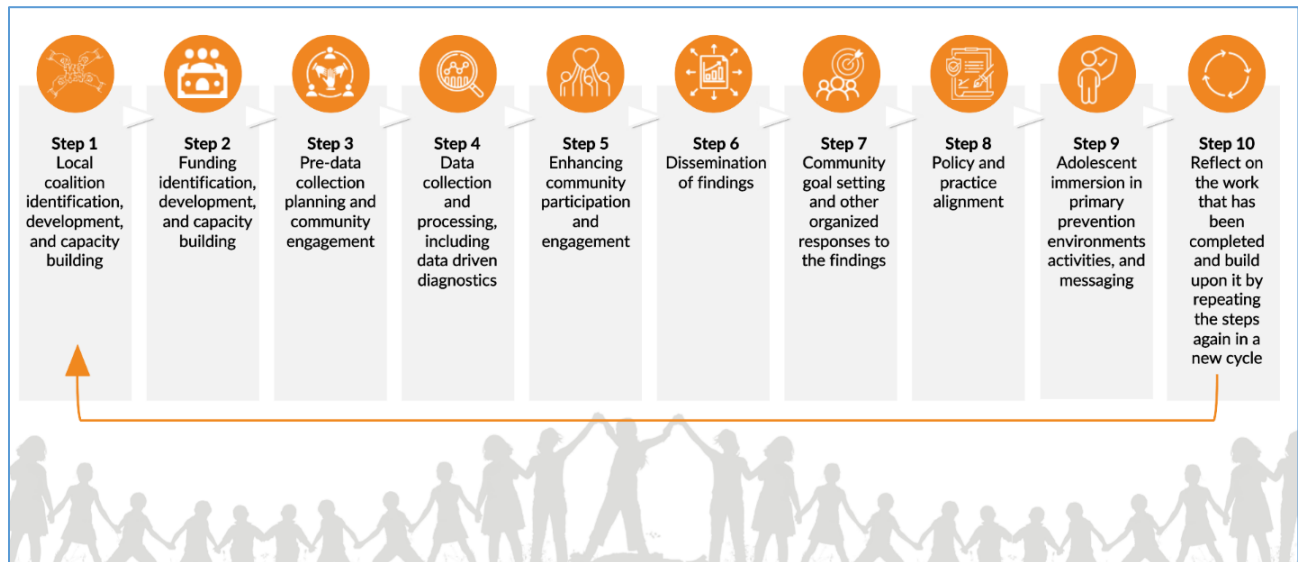 Step 1
Local
coalition
identification,
development,
and capacity
building
Step 2
Funding
identification,
development,
and capacity
building
Step 3
Pre-data
collection
planning and
community
engagement
Step 4
Data
collection
and
processing,
including
data driven
diagnostics
Step 5
Enhancing
community
participation
and
engagement
Step 6
Dissemination
of findings
Step 7
Community
goal setting
and other
organized
responses to
the findings
Step 8
Policy and
practice
alignment
Step 9
Adolescent
immersion in
primary
prevention
environments
activities, and
messaging
Step 10
Reflect on
the work
that has
been
completed
and build
upon it by
repeating
the steps
again in a
new cycle